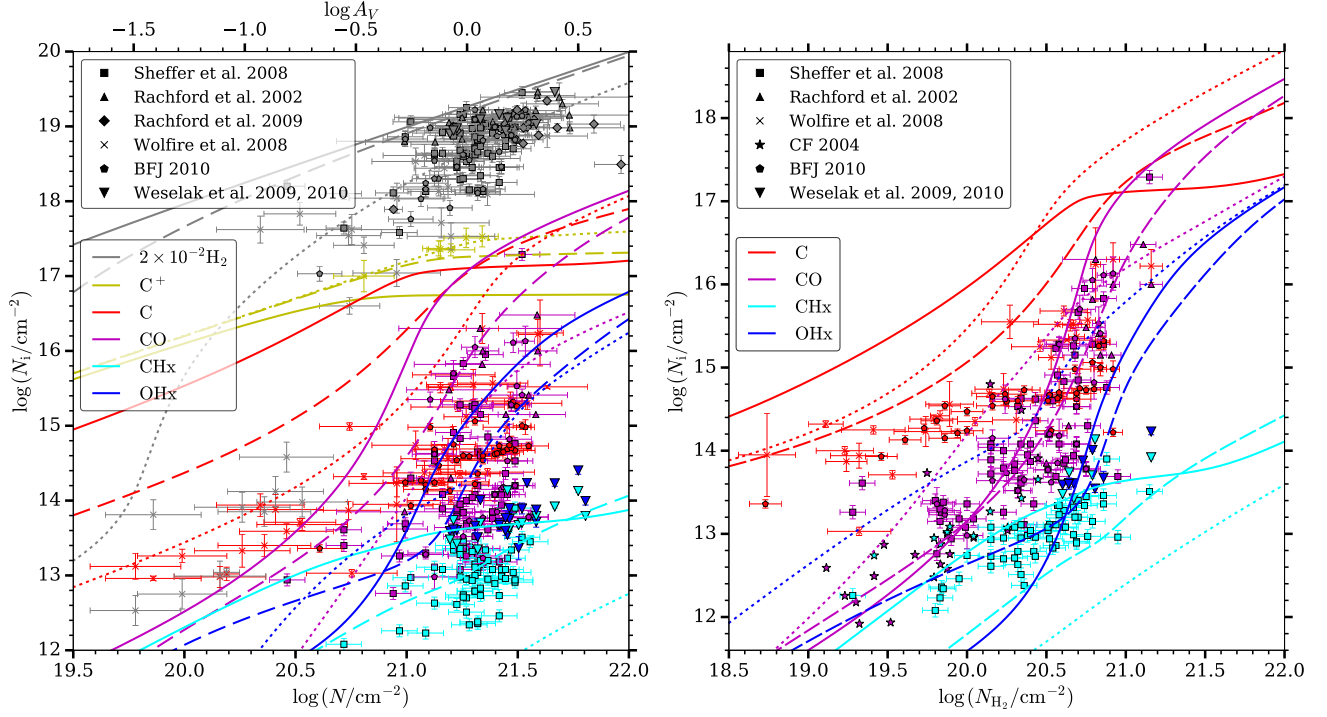 log A_V
−1.5 −1.0 −0.5 0.0 0.5
20
19
18
17
16
15
14
13
12
log (N_i/cm^−2)
Sheffer et al. 2008
Rachford et al. 2002
Rachford et al. 2009
Wolfire et al. 2008
BFJ 2010
Weselak et al. 2009, 2010
2 × 10^−2 H_2
C^+
C
CO
CHx
OHx
19.5 20.0 20.5 21.0 21.5 22.0
log (N/cm^−2)
18
17
16
15
14
13
12
log (N_i/cm^−2)
Sheffer et al. 2008
Rachford et al. 2002
Wolfire et al. 2008
CF 2004
BFJ 2010
Weselak et al. 2009, 2010
C
CO
CHx
OHx
18.5 19.0 19.5 20.0 20.5 21.0 21.5 22.0
log (N_H_2/cm^−2)